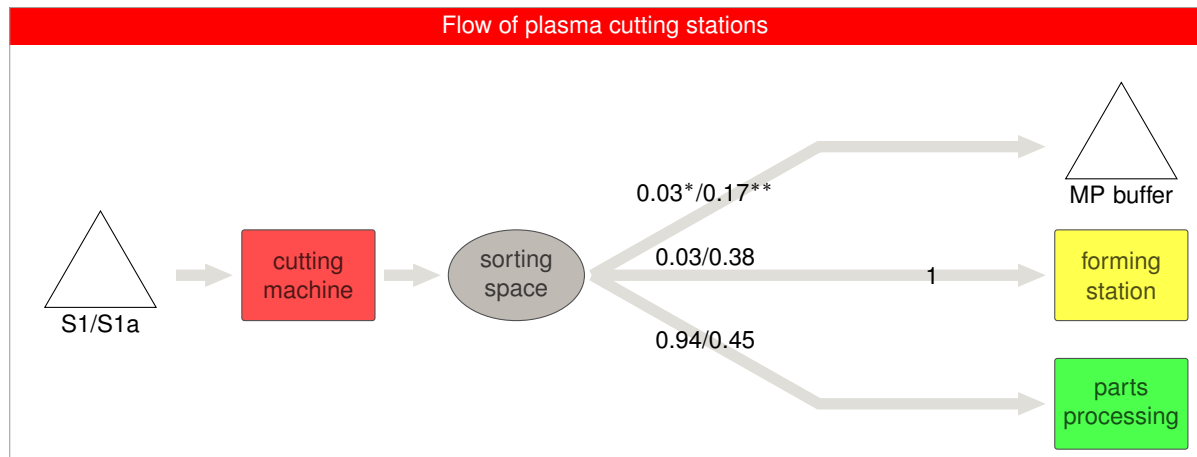 Flow of plasma cutting stations
S1/S1a
cutting
machine
sorting
space
0.03*/0.17**
0.03/0.38
1
0.94/0.45
MP buffer
forming
station
parts
processing